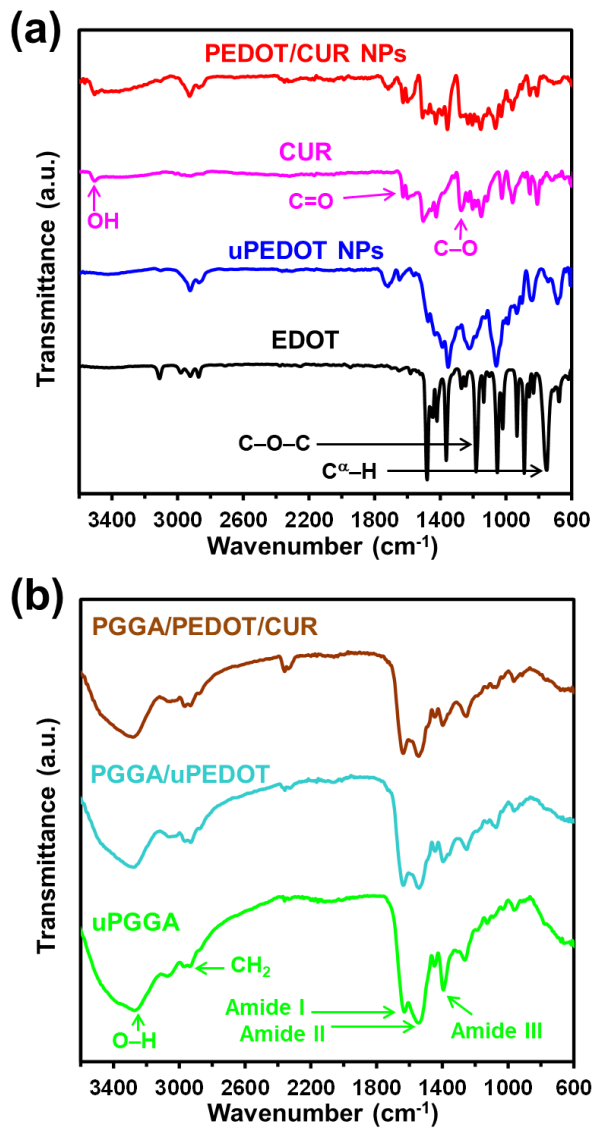 (a)
PEDOT/CUR NPs
CUR
OH
C=O
C–O
uPEDOT NPs
EDOT
C–O–C
Cα–H
Transmittance (a.u.)
3400 3000 2600 2200 1800 1400 1000 600
Wavenumber (cm-1)
(b)
PGGA/PEDOT/CUR
PGGA/uPEDOT
uPGGA
CH2
Amide I
Amide II
Amide III
O–H
Transmittance (a.u.)
3400 3000 2600 2200 1800 1400 1000 600
Wavenumber (cm-1)